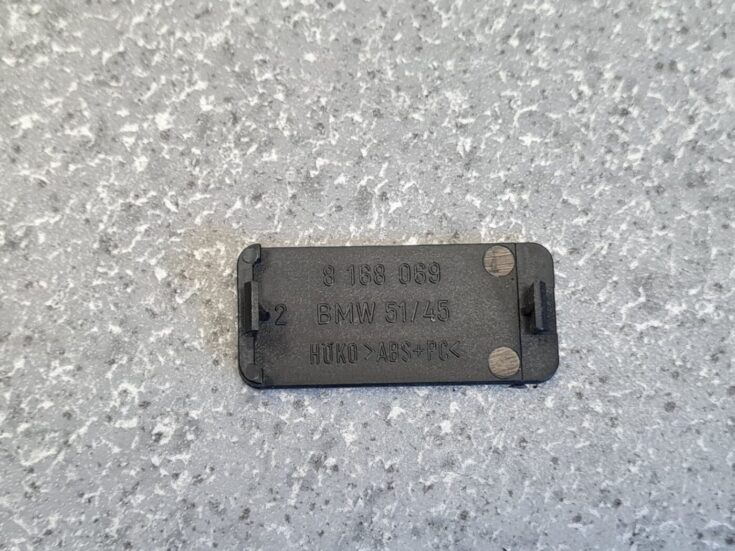 8 168 069
2
BMW 51/45
HÜKO >ABS+PC<